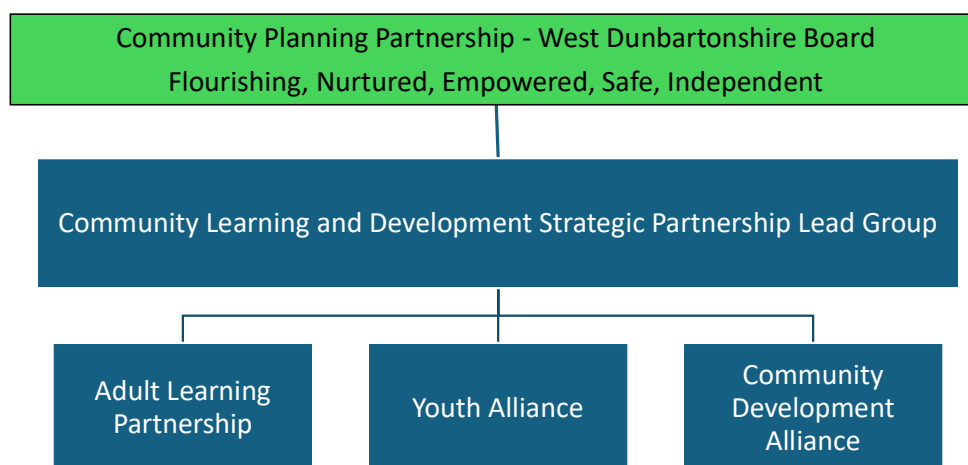 Community Planning Partnership - West Dunbartonshire Board
Flourishing, Nurtured, Empowered, Safe, Independent
Community Learning and Development Strategic Partnership Lead Group
Adult Learning
Partnership
Youth Alliance
Community
Development
Alliance